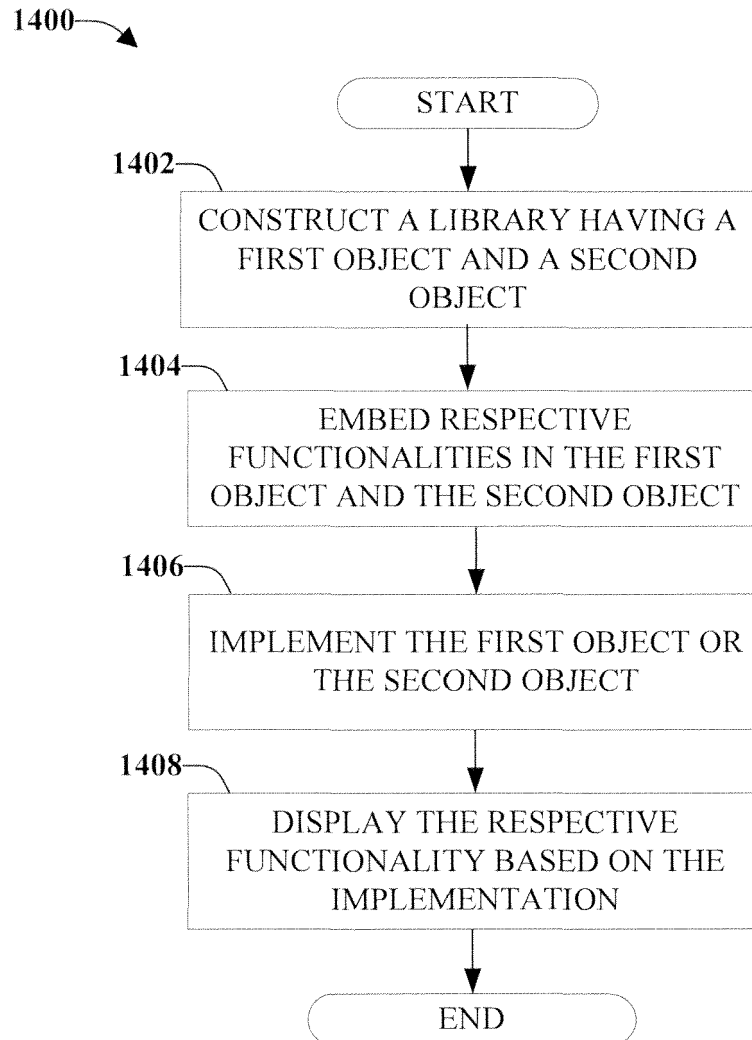 1400
START
1402
CONSTRUCT A LIBRARY HAVING A
FIRST OBJECT AND A SECOND
OBJECT
1404
EMBED RESPECTIVE
FUNCTIONALITIES IN THE FIRST
OBJECT AND THE SECOND OBJECT
1406
IMPLEMENT THE FIRST OBJECT OR
THE SECOND OBJECT
1408
DISPLAY THE RESPECTIVE
FUNCTIONALITY BASED ON THE
IMPLEMENTATION
END